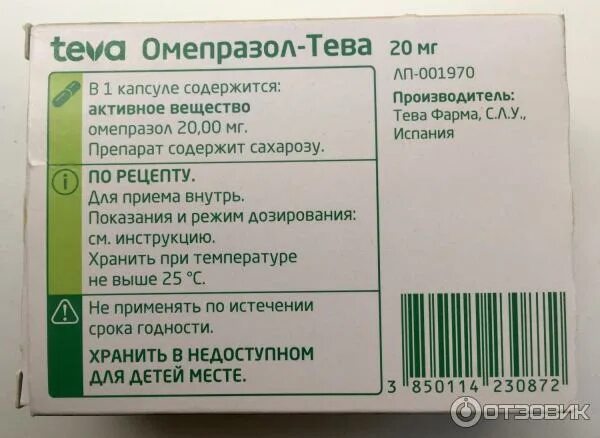 teva Омепразол-Тева 20 мг
ЛП-001970
Производитель:
Тева Фарма, С.Л.У.,
Испания
В 1 капсуле содержится:
активное вещество
омепразол 20,00 мг.
Препарат содержит сахарозу.
ПО РЕЦЕПТУ.
Для приема внутрь.
Показания и режим дозирования:
см. инструкцию.
Хранить при температуре
не выше 25 °C.
Не применять по истечении
срока годности.
ХРАНИТЬ В НЕДОСТУПНОМ
ДЛЯ ДЕТЕЙ МЕСТЕ.
3 850114 230872
ОТЗОВИК